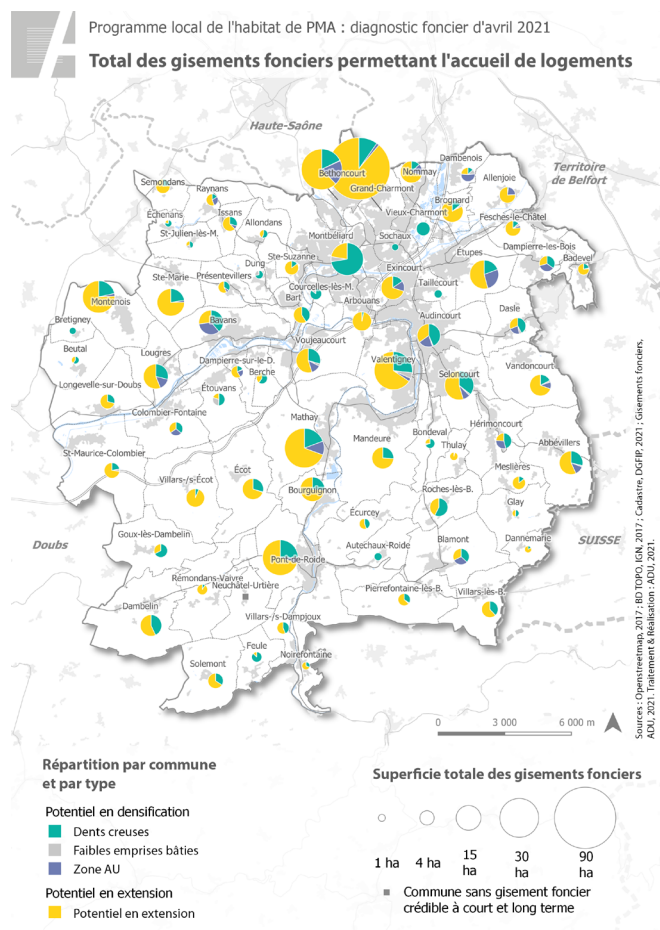 Programme local de l'habitat de PMA : diagnostic foncier d'avril 2021
Total des gisements fonciers permettant l'accueil de logements
Haute-Saône
Territoire
de Belfort
Dambenois
Bethoncourt
Nommay
Allenjoie
Grand-Charmont
Semondans
Raynans
Brognard
Vieux-Charmont
Fesches-le-Châtel
Échenans
Issans
Allondans
St-Julien-lès-M.
Montbéliard
Sochaux
Dampierre-les-Bois
Étupes
Badevel
Ste-Suzanne
Dung
Exincourt
Ste-Marie
Présentevillers
Taillecourt
Courcelles-lès-M.
Montenois
Bart
Arbouans
Dasle
Bretigney
Bavans
Audincourt
Voujeaucourt
Beutal
Lougres
Dampierre-sur-le-D.
Valentigney
Vandoncourt
Berche
Seloncourt
Longevelle-sur-Doubs
Étouvans
Colombier-Fontaine
Mathay
Hérimoncourt
Bondeval
Mandeure
Thulay
Abbévillers
St-Maurice-Colombier
Écot
Meslières
Villars-/s-Écot
Bourguignon
Roches-lès-B.
Glay
Écurcey
Goux-lès-Dambelin
Dannemarie
Autechaux-Roide
Blamont
Doubs
SUISSE
Pont-de-Roide
Rémondans-Vaivre
Neuchâtel-Urtière
Pierrefontaine-lès-B.
Villars-lès-B.
Dambelin
Villars-/s-Dampjoux
Feule
Noirefontaine
Solemont
0 3 000 6 000 m
Sources : Openstreetmap, 2017 ; BD TOPO, IGN, 2017 ; Cadastre, DGFIP, 2021 ; Gisements fonciers,
ADU, 2021. Traitement & Réalisation : ADU, 2021.
Répartition par commune
et par type
Potentiel en densification
Dents creuses
Faibles emprises bâties
Zone AU
Potentiel en extension
Potentiel en extension
Superficie totale des gisements fonciers
1 ha
4 ha
15
ha
30
ha
90
ha
Commune sans gisement foncier
crédible à court et long terme